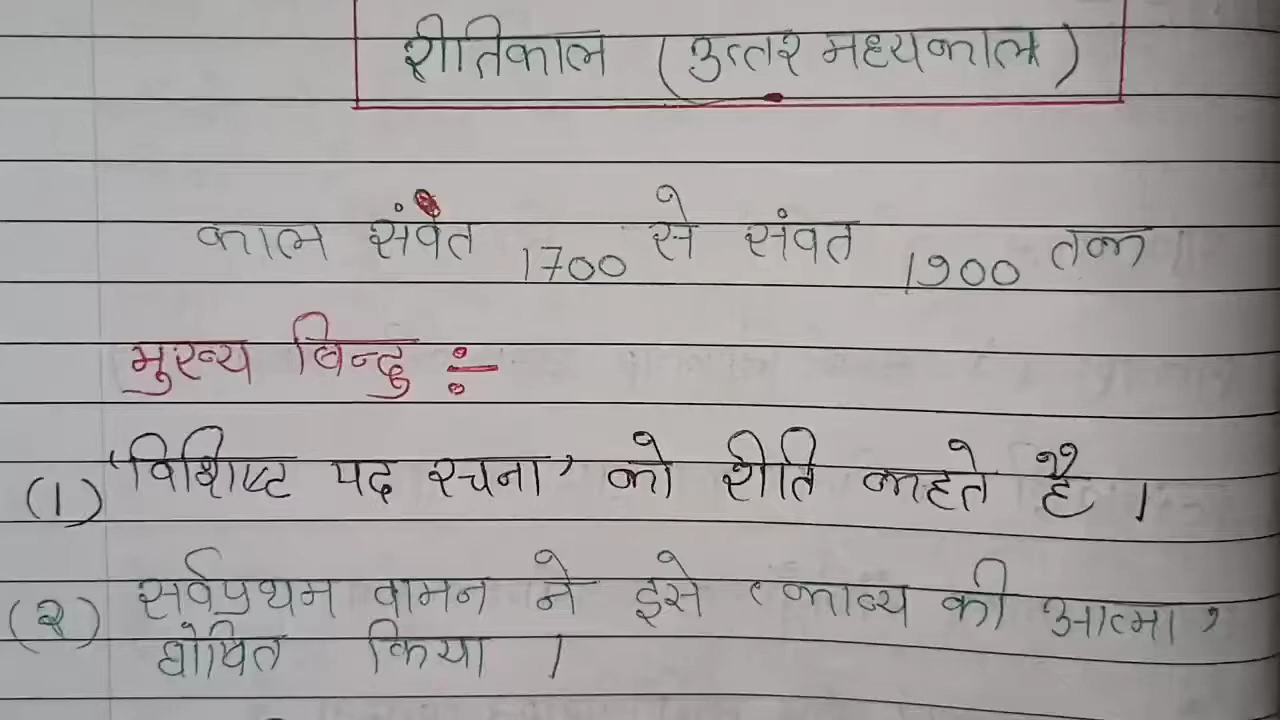 रीतिकाल (उत्तर मध्यकाल)
काल संवत 1700 से संवत 1900 तक
मुख्य बिन्दु ÷
(1) 'विशिष्ट पद रचना' को रीति कहते है।
(२) सर्वप्रथम वामन ने इसे 'काव्य की आत्मा'
घोषित किया।